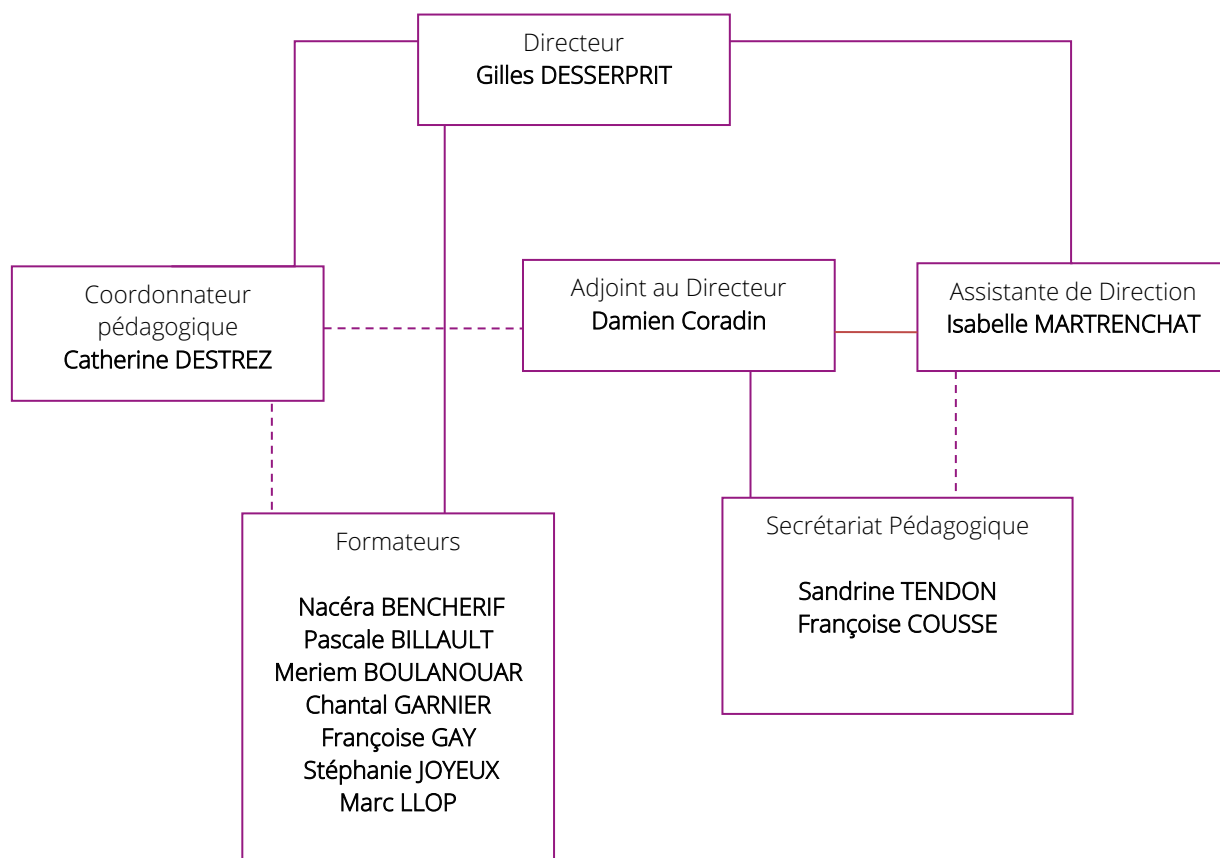 Directeur
Gilles DESSERPRIT
Coordonnateur
pédagogique
Catherine DESTREZ
Adjoint au Directeur
Damien Coradin
Assistante de Direction
Isabelle MARTRENCHAT
Formateurs
Nacéra BENCHERIF
Pascale BILLAULT
Meriem BOULANOUAR
Chantal GARNIER
Françoise GAY
Stéphanie JOYEUX
Marc LLOP
Secrétariat Pédagogique
Sandrine TENDON
Françoise COUSSE